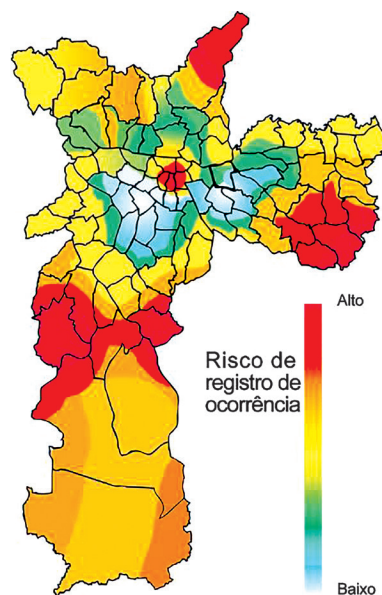 Alto
Risco de
registro de
ocorrência
Baixo